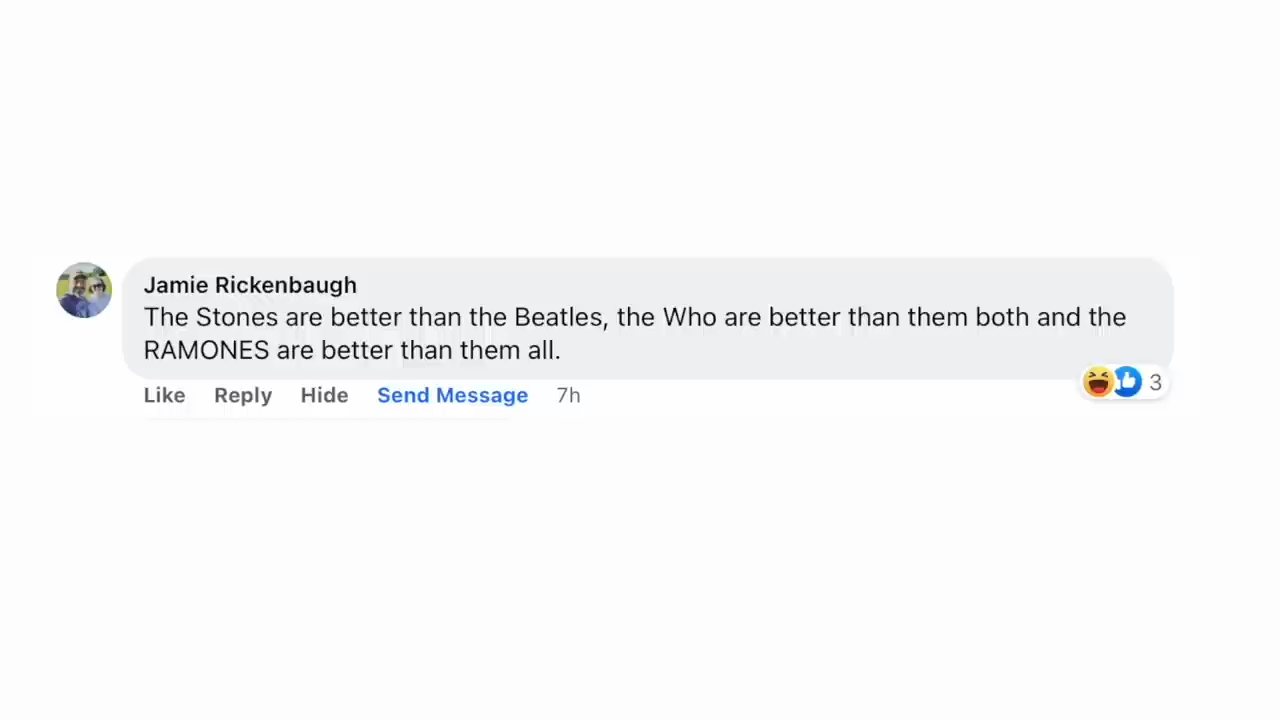 Jamie Rickenbaugh
The Stones are better than the Beatles, the Who are better than them both and the
RAMONES are better than them all.
Like Reply Hide Send Message 7h
3